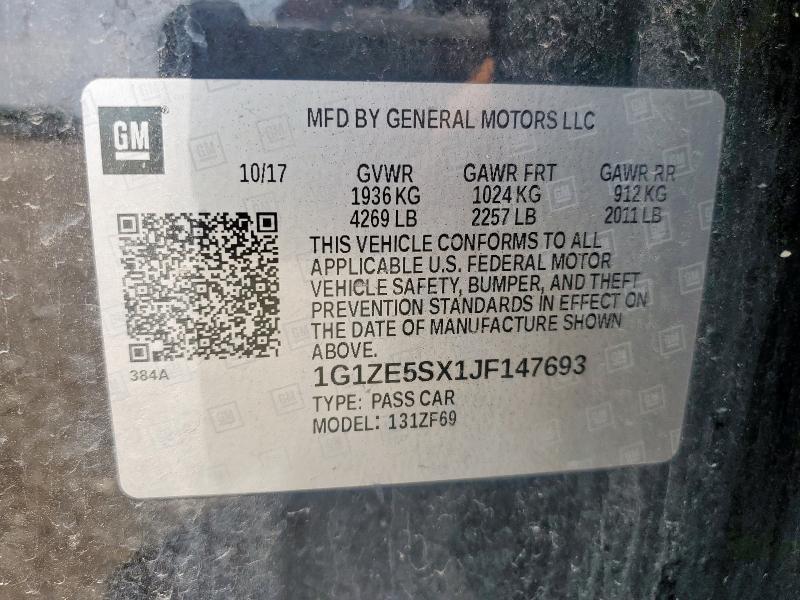 GM
MFD BY GENERAL MOTORS LLC
10/17 GVWR GAWR FRT GAWR RR
1936 KG 1024 KG 912 KG
4269 LB 2257 LB 2011 LB
THIS VEHICLE CONFORMS TO ALL
APPLICABLE U.S. FEDERAL MOTOR
VEHICLE SAFETY, BUMPER, AND THEFT
PREVENTION STANDARDS IN EFFECT ON
THE DATE OF MANUFACTURE SHOWN
ABOVE.
384A
1G1ZE5SX1JF147693
TYPE: PASS CAR
MODEL: 131ZF69